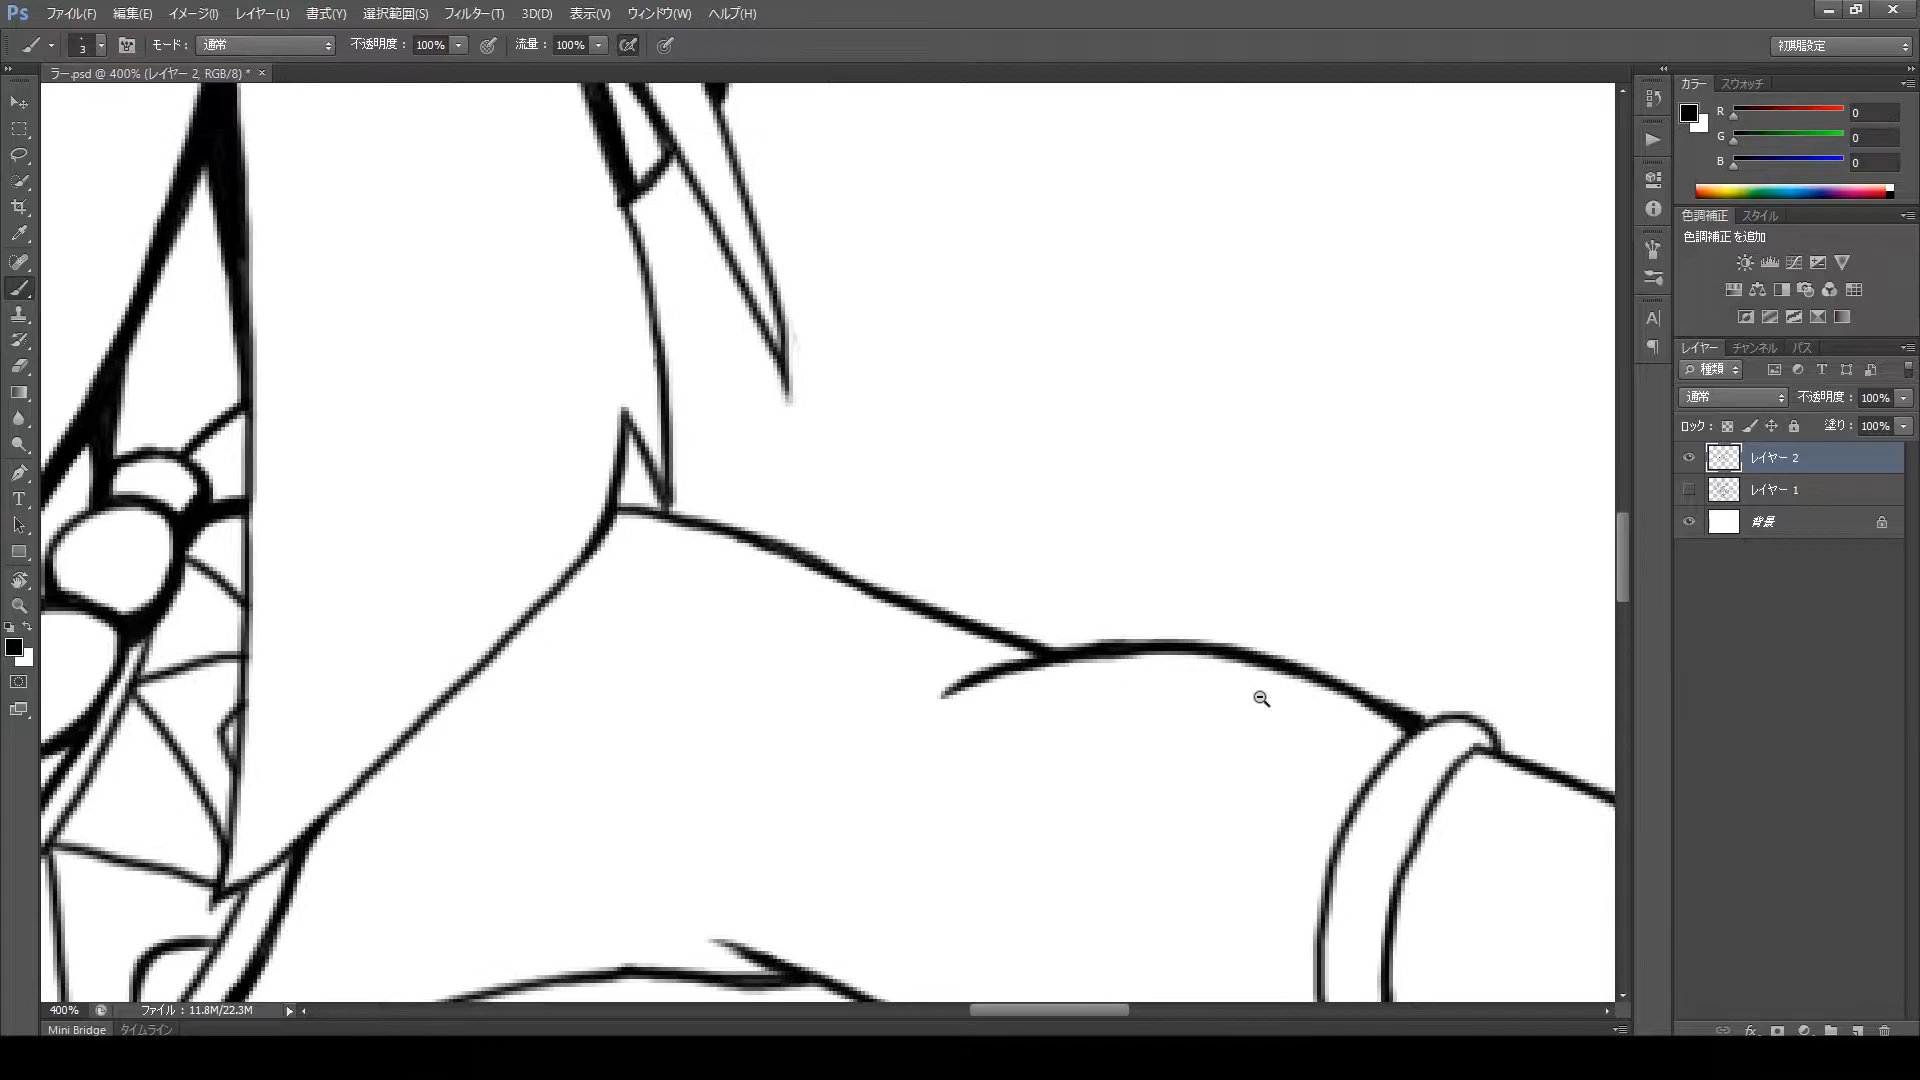 Ps ファイル(F) 編集(E) イメージ(I) レイヤー(L) 書式(Y) 選択範囲(S) フィルター(T) 3D(D) 表示(V) ウィンドウ(W) ヘルプ(H)
3 モード: 通常 不透明度: 100% 流量: 100% 初期設定
ラー.psd @ 400% (レイヤー 2, RGB/8) * ×
カラー スウォッチ
R 0
G 0
B 0
色調補正 スタイル
色調補正を追加
レイヤー チャンネル パス
種類
通常 不透明度: 100%
ロック: 塗り: 100%
レイヤー 2
レイヤー 1
背景
400% ファイル: 11.8M/22.3M
Mini Bridge タイムライン